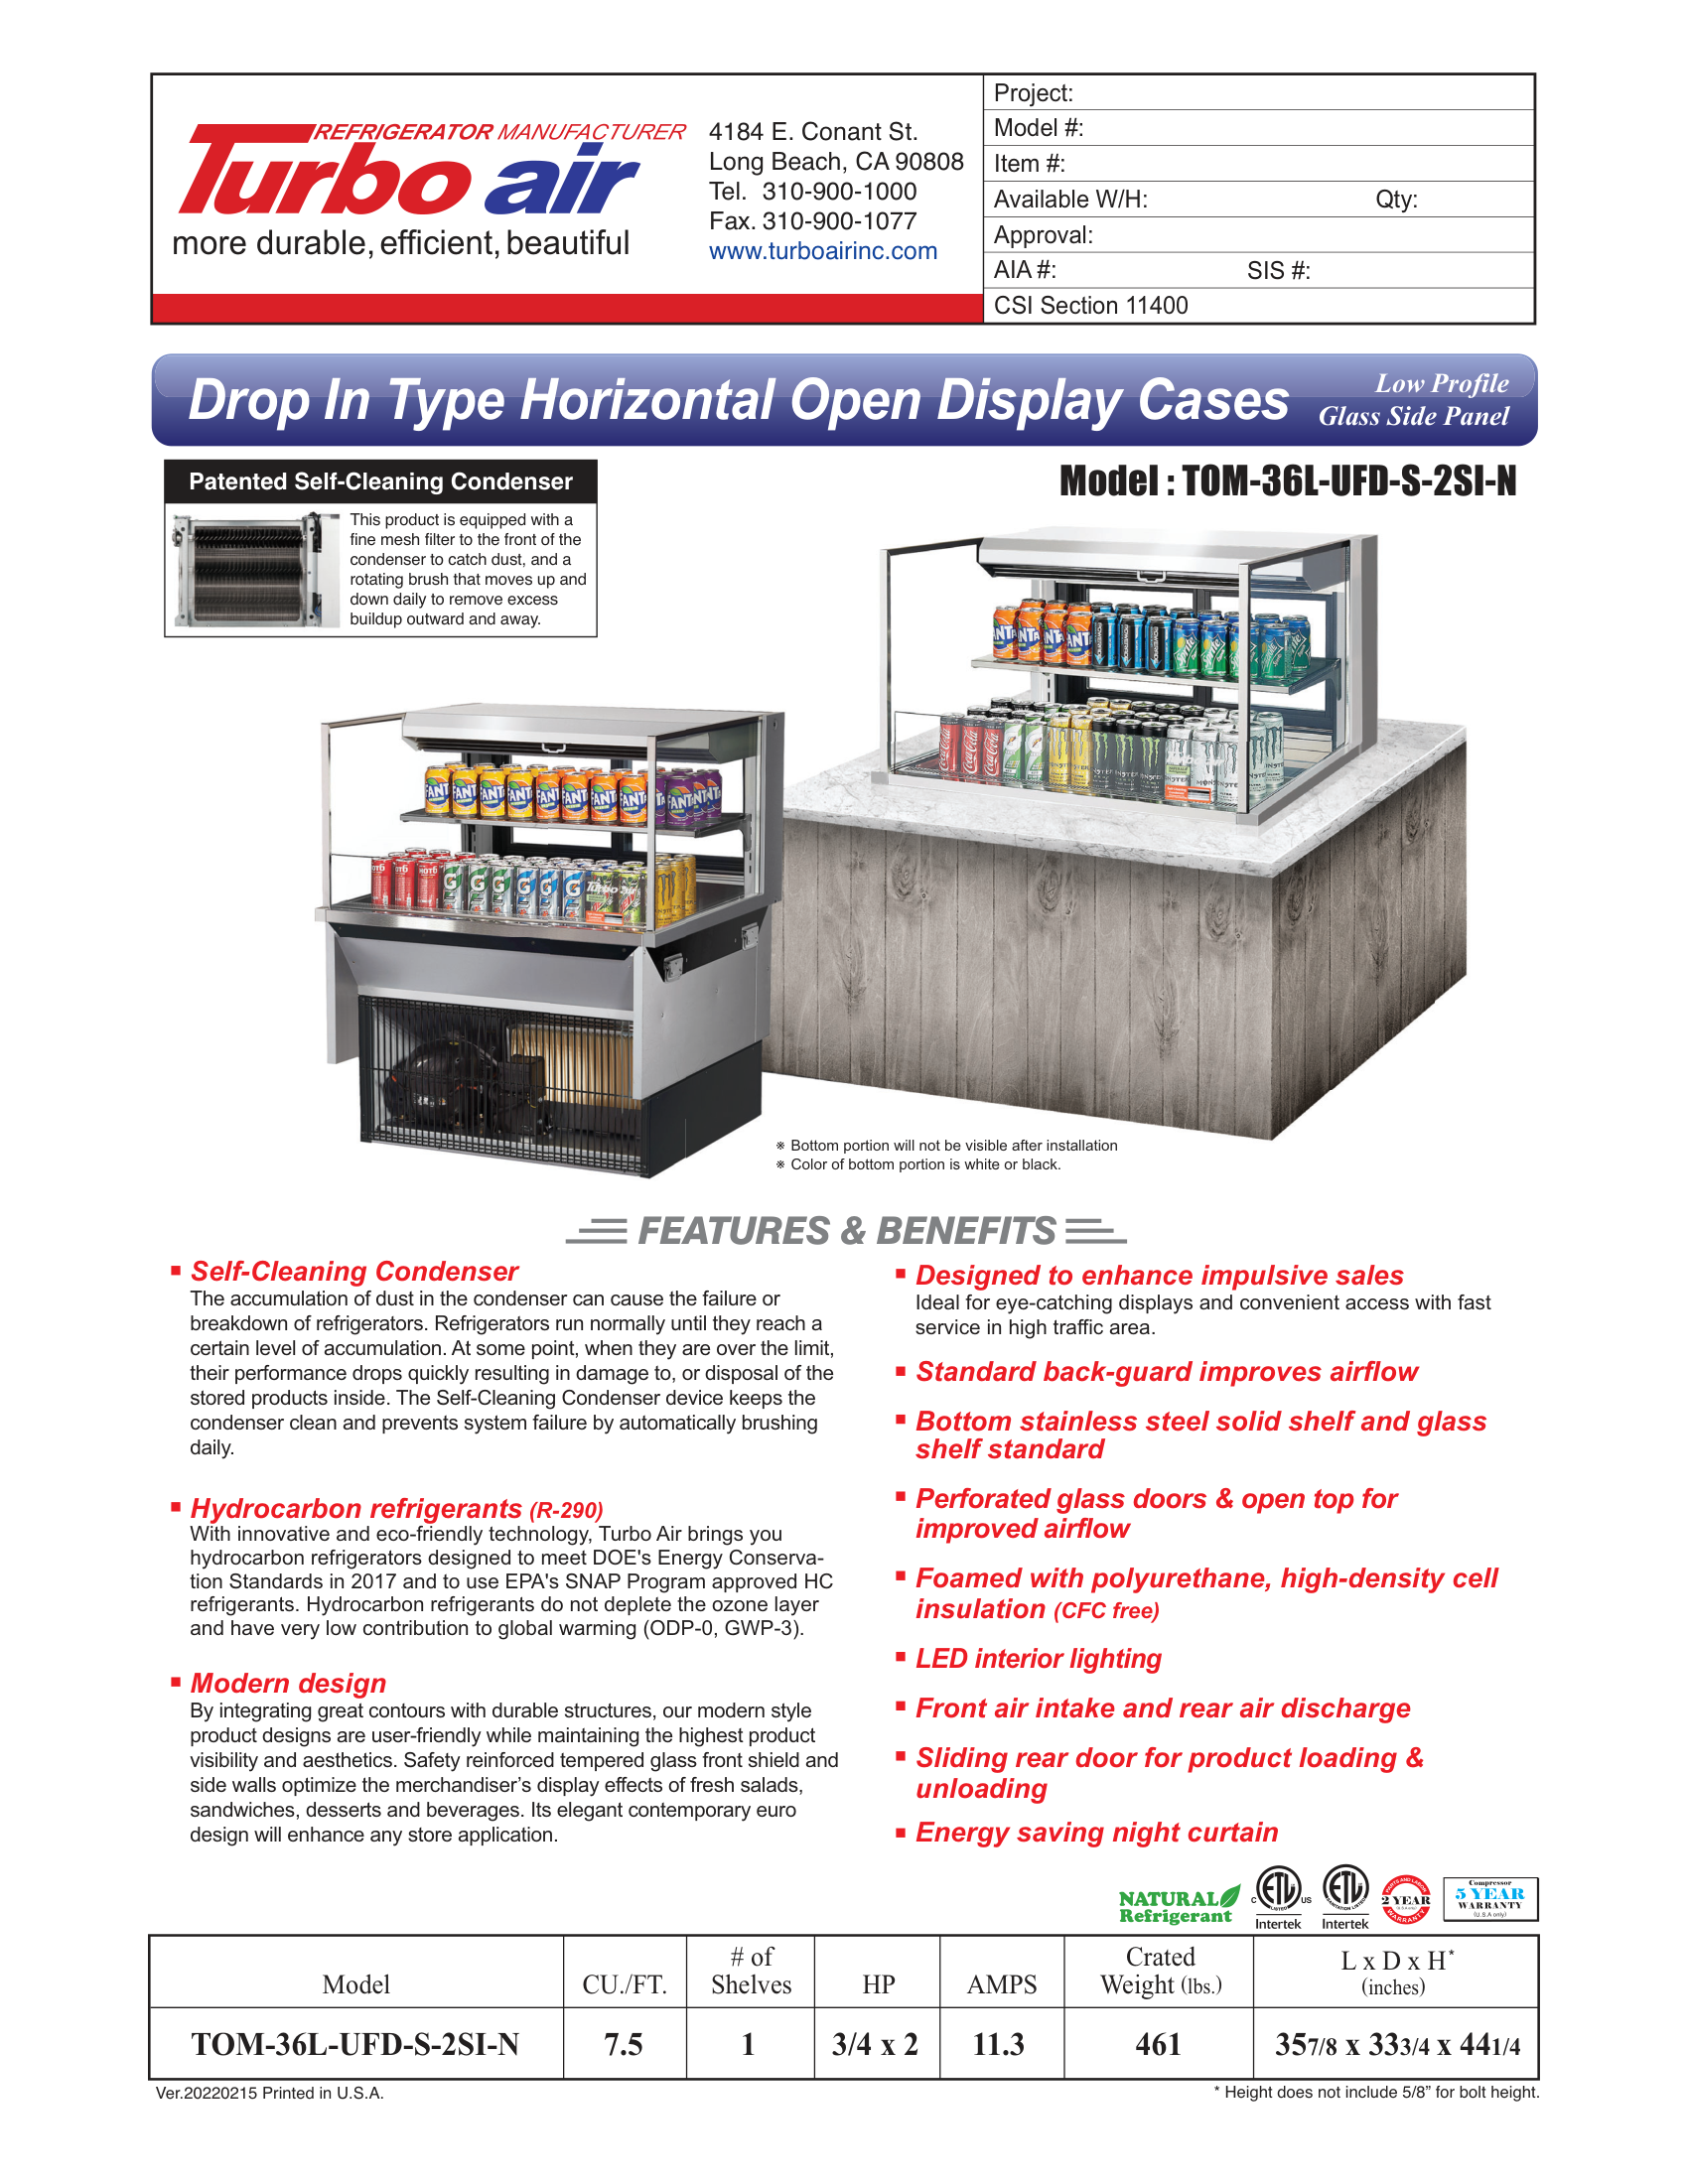 REFRIGERATOR MANUFACTURER
Turbo air
more durable, efficient, beautiful
4184 E. Conant St.
Long Beach, CA 90808
Tel. 310-900-1000
Fax. 310-900-1077
www.turboairinc.com
Project:
Model #:
Item #:
Available W/H: Qty:
Approval:
AIA #: SIS #:
CSI Section 11400
Drop In Type Horizontal Open Display Cases
Low Profile
Glass Side Panel
Patented Self-Cleaning Condenser
This product is equipped with a
fine mesh filter to the front of the
condenser to catch dust, and a
rotating brush that moves up and
down daily to remove excess
buildup outward and away.
Model : TOM-36L-UFD-S-2SI-N
※ Bottom portion will not be visible after installation
※ Color of bottom portion is white or black.
FEATURES & BENEFITS
▪ Self-Cleaning Condenser
The accumulation of dust in the condenser can cause the failure or
breakdown of refrigerators. Refrigerators run normally until they reach a
certain level of accumulation. At some point, when they are over the limit,
their performance drops quickly resulting in damage to, or disposal of the
stored products inside. The Self-Cleaning Condenser device keeps the
condenser clean and prevents system failure by automatically brushing
daily.
▪ Hydrocarbon refrigerants (R-290)
With innovative and eco-friendly technology, Turbo Air brings you
hydrocarbon refrigerators designed to meet DOE's Energy Conserva-
tion Standards in 2017 and to use EPA's SNAP Program approved HC
refrigerants. Hydrocarbon refrigerants do not deplete the ozone layer
and have very low contribution to global warming (ODP-0, GWP-3).
▪ Modern design
By integrating great contours with durable structures, our modern style
product designs are user-friendly while maintaining the highest product
visibility and aesthetics. Safety reinforced tempered glass front shield and
side walls optimize the merchandiser's display effects of fresh salads,
sandwiches, desserts and beverages. Its elegant contemporary euro
design will enhance any store application.
▪ Designed to enhance impulsive sales
Ideal for eye-catching displays and convenient access with fast
service in high traffic area.
▪ Standard back-guard improves airflow
▪ Bottom stainless steel solid shelf and glass
shelf standard
▪ Perforated glass doors & open top for
improved airflow
▪ Foamed with polyurethane, high-density cell
insulation (CFC free)
▪ LED interior lighting
▪ Front air intake and rear air discharge
▪ Sliding rear door for product loading &
unloading
▪ Energy saving night curtain
NATURAL
Refrigerant
C ETL US
LISTED
Intertek
ETL
Intertek
PARTS AND LABOR
2 YEAR
WARRANTY
Compressor
5 YEAR
WARRANTY
(U.S.A only)
Model CU./FT. # of Shelves HP AMPS Crated Weight (lbs.) L x D x H* (inches)
TOM-36L-UFD-S-2SI-N 7.5 1 3/4 x 2 11.3 461 357/8 x 333/4 x 441/4
Ver.20220215 Printed in U.S.A.
* Height does not include 5/8” for bolt height.